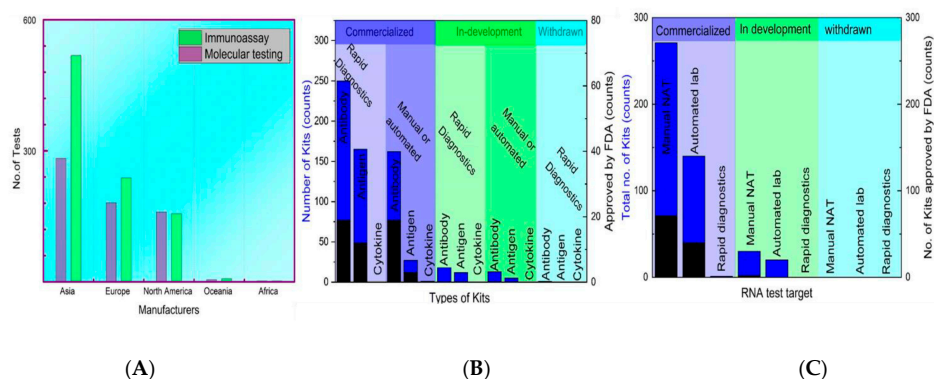 600
300
No.of Tests
Immunoassay
Molecular testing
Asia
Europe
North America
Oceania
Africa
Manufacturers
(A)
B)
Number of Kits (counts)
300
250
200
150
100
50
0
Commercialized
In-development
Withdrawn
Rapid Diagnostics
Manual or automated
Rapid Diagnostics
Manual or automated
Rapid Diagnostics
Antibody
Antigen
Cytokine
Antibody
Antigen
Cytokine
Antibody
Antigen
Cytokine
Antibody
Antigen
Cytokine
Antibody
Antigen
Cytokine
80
60
40
20
0
Approved by FDA (counts)
Types of Kits
(B)
C)
Total no. of Kits (counts)
300
200
100
0
Commercialized
In development
withdrawn
Manual NAT
Automated lab
Rapid diagnostics
Manual NAT
Automated lab
Rapid diagnostics
Manual NAT
Automated lab
Rapid diagnostics
300
200
100
0
No. of Kits approved by FDA (counts)
RNA test target
(C)